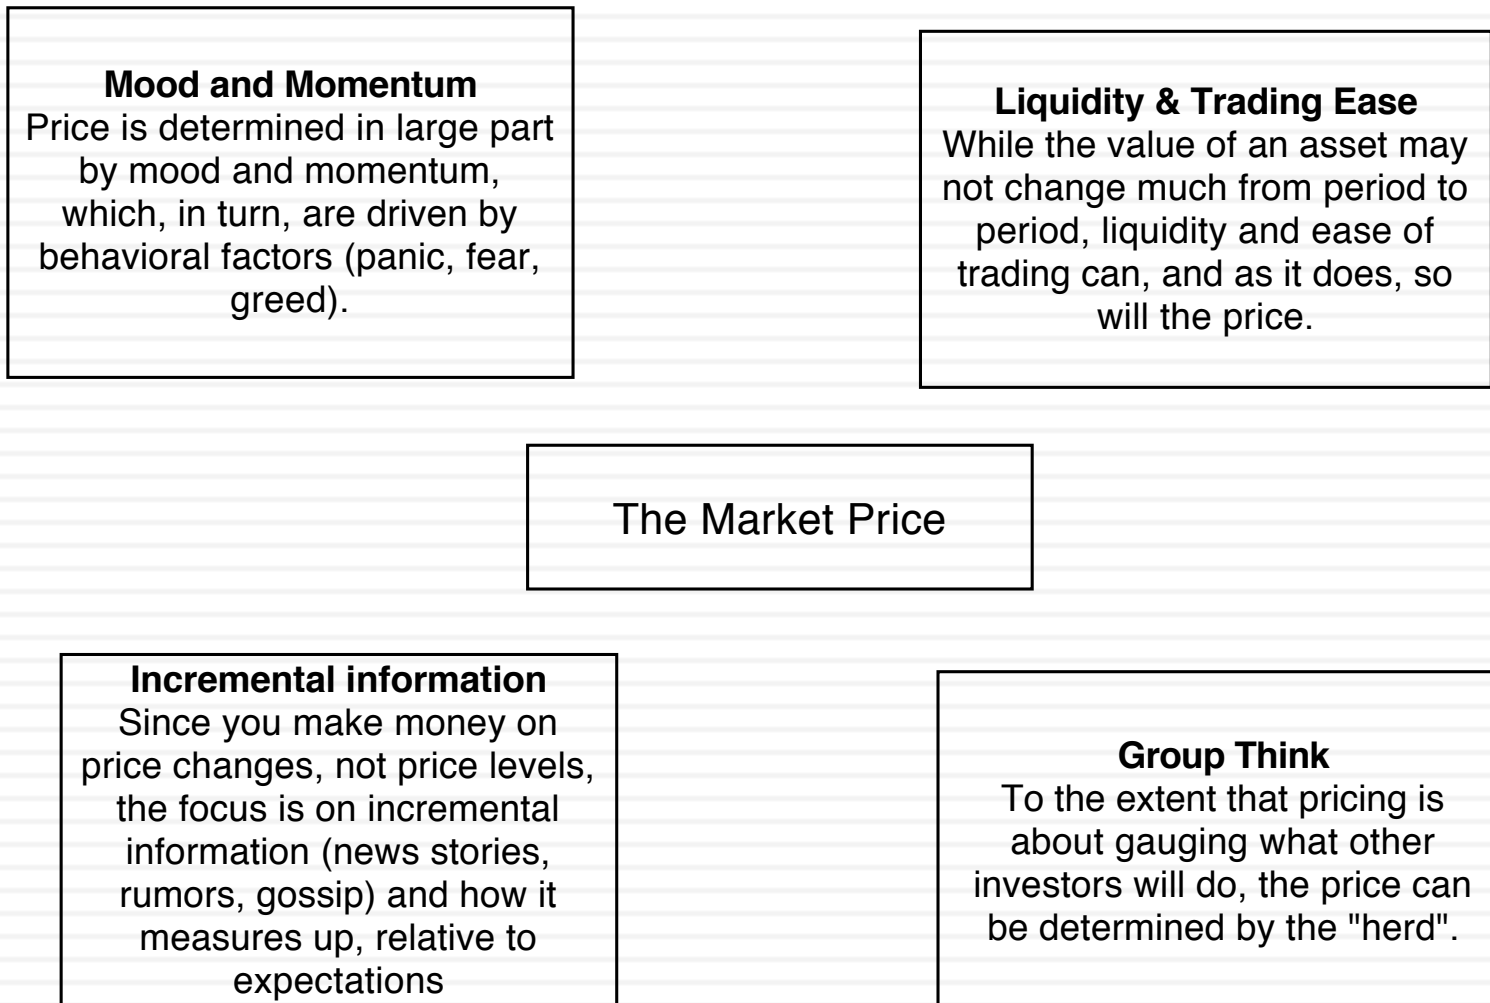 Mood and Momentum
Price is determined in large part
by mood and momentum,
which, in turn, are driven by
behavioral factors (panic, fear,
greed).
Liquidity & Trading Ease
While the value of an asset may
not change much from period to
period, liquidity and ease of
trading can, and as it does, so
will the price.
The Market Price
Incremental information
Since you make money on
price changes, not price levels,
the focus is on incremental
information (news stories,
rumors, gossip) and how it
measures up, relative to
expectations
Group Think
To the extent that pricing is
about gauging what other
investors will do, the price can
be determined by the "herd".